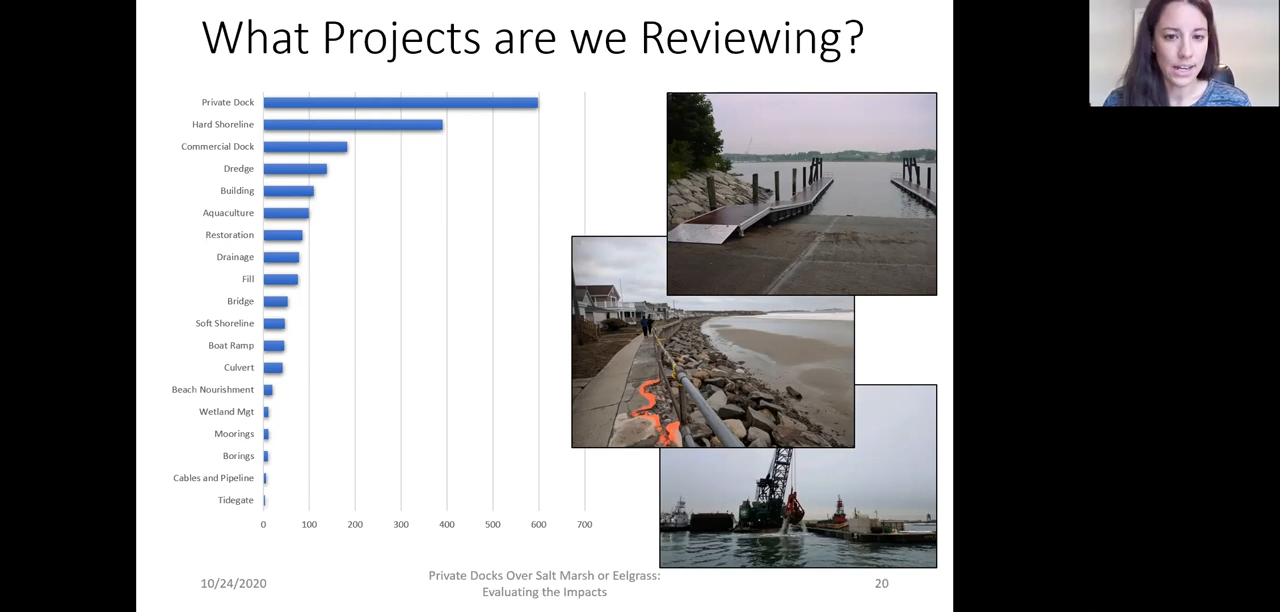 What Projects are we Reviewing?
Private Dock
Hard Shoreline
Commercial Dock
Dredge
Building
Aquaculture
Restoration
Drainage
Fill
Bridge
Soft Shoreline
Boat Ramp
Culvert
Beach Nourishment
Wetland Mgt
Moorings
Borings
Cables and Pipeline
Tidegate
0 100 200 300 400 500 600 700
10/24/2020
Private Docks Over Salt Marsh or Eelgrass:
Evaluating the Impacts
20